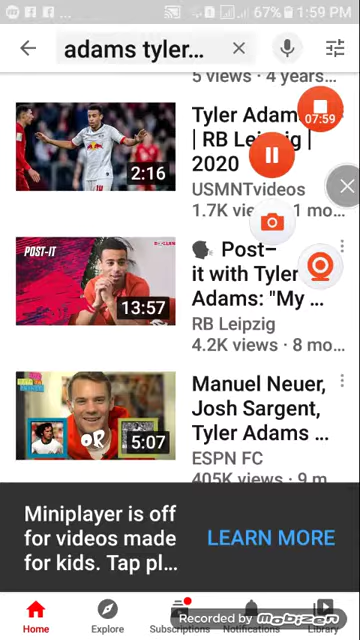 67% 1:59 PM
adams tyler...
5 views · 4 years...
2:16
Tyler Adam
| RB Leipzig |
2020
USMNTvideos
1.7K vie 1 mo...
07:59
POST-IT
13:57
Post-
it with Tyler
Adams: "My ...
RB Leipzig
4.2K views · 8 mo...
OR
5:07
Manuel Neuer,
Josh Sargent,
Tyler Adams ...
ESPN FC
405K views · 9 m
Miniplayer is off
for videos made
for kids. Tap pl...
LEARN MORE
Home
Explore
Subscriptions
Notifications
Library
Recorded by mobizen